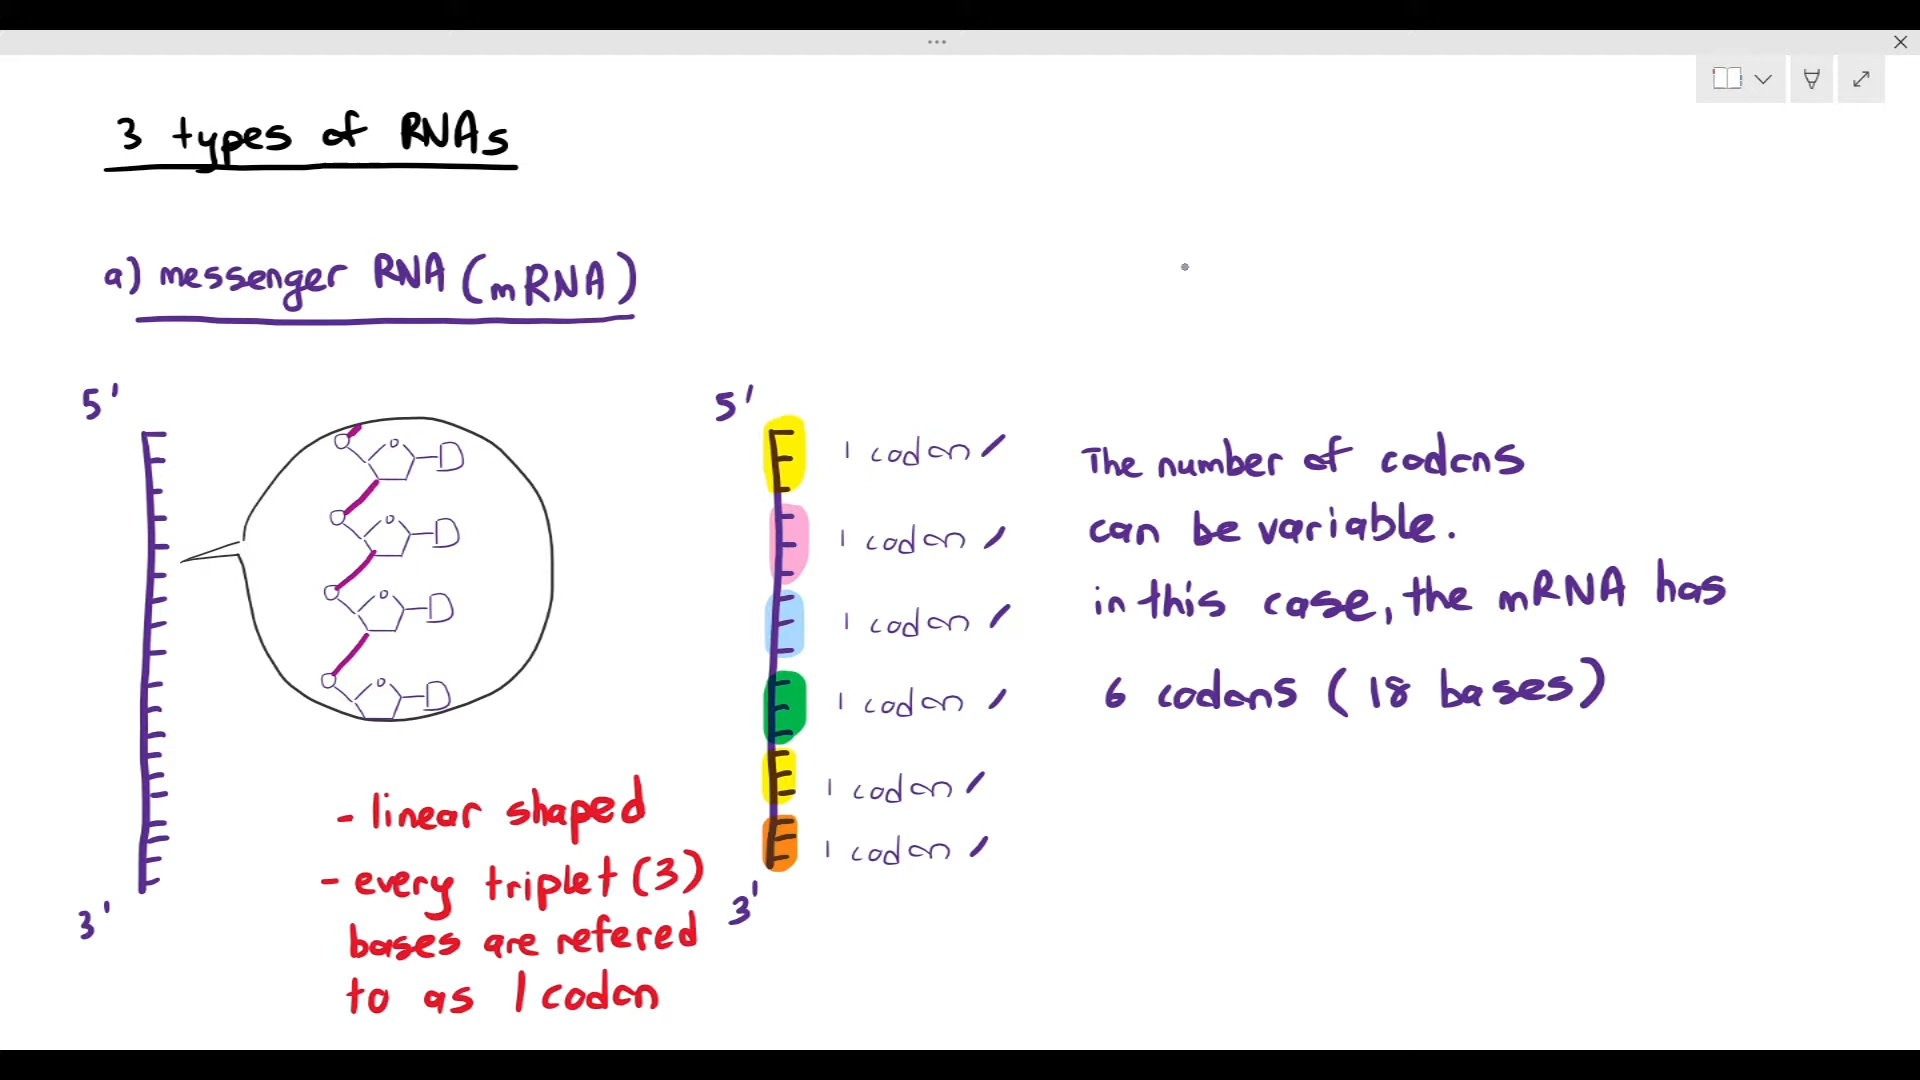 3 types of RNAs
a) messenger RNA (mRNA)
5'
3'
- linear shaped
- every triplet (3)
bases are refered
to as 1 codon
5'
1 codon
1 codon
1 codon
1 codon
1 codon
1 codon
3'
The number of codons
can be variable.
in this case, the mRNA has
6 codons (18 bases)